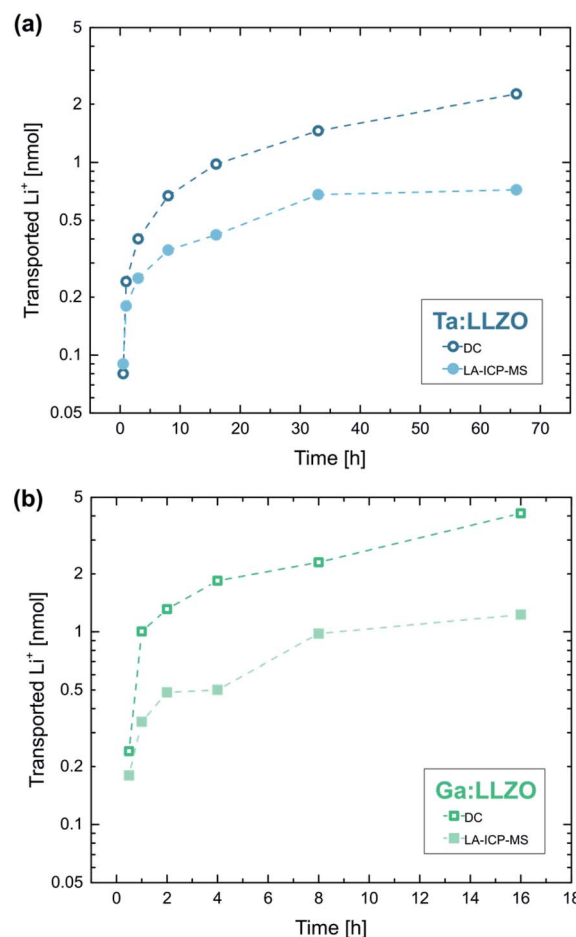 (a)
Transported Li⁺ [nmol]
5
2
1
0.5
0.2
0.1
0.05
Ta:LLZO
DC
LA-ICP-MS
0 10 20 30 40 50 60 70
Time [h]
(b)
Transported Li⁺ [nmol]
5
2
1
0.5
0.2
0.1
0.05
Ga:LLZO
DC
LA-ICP-MS
0 2 4 6 8 10 12 14 16 18
Time [h]